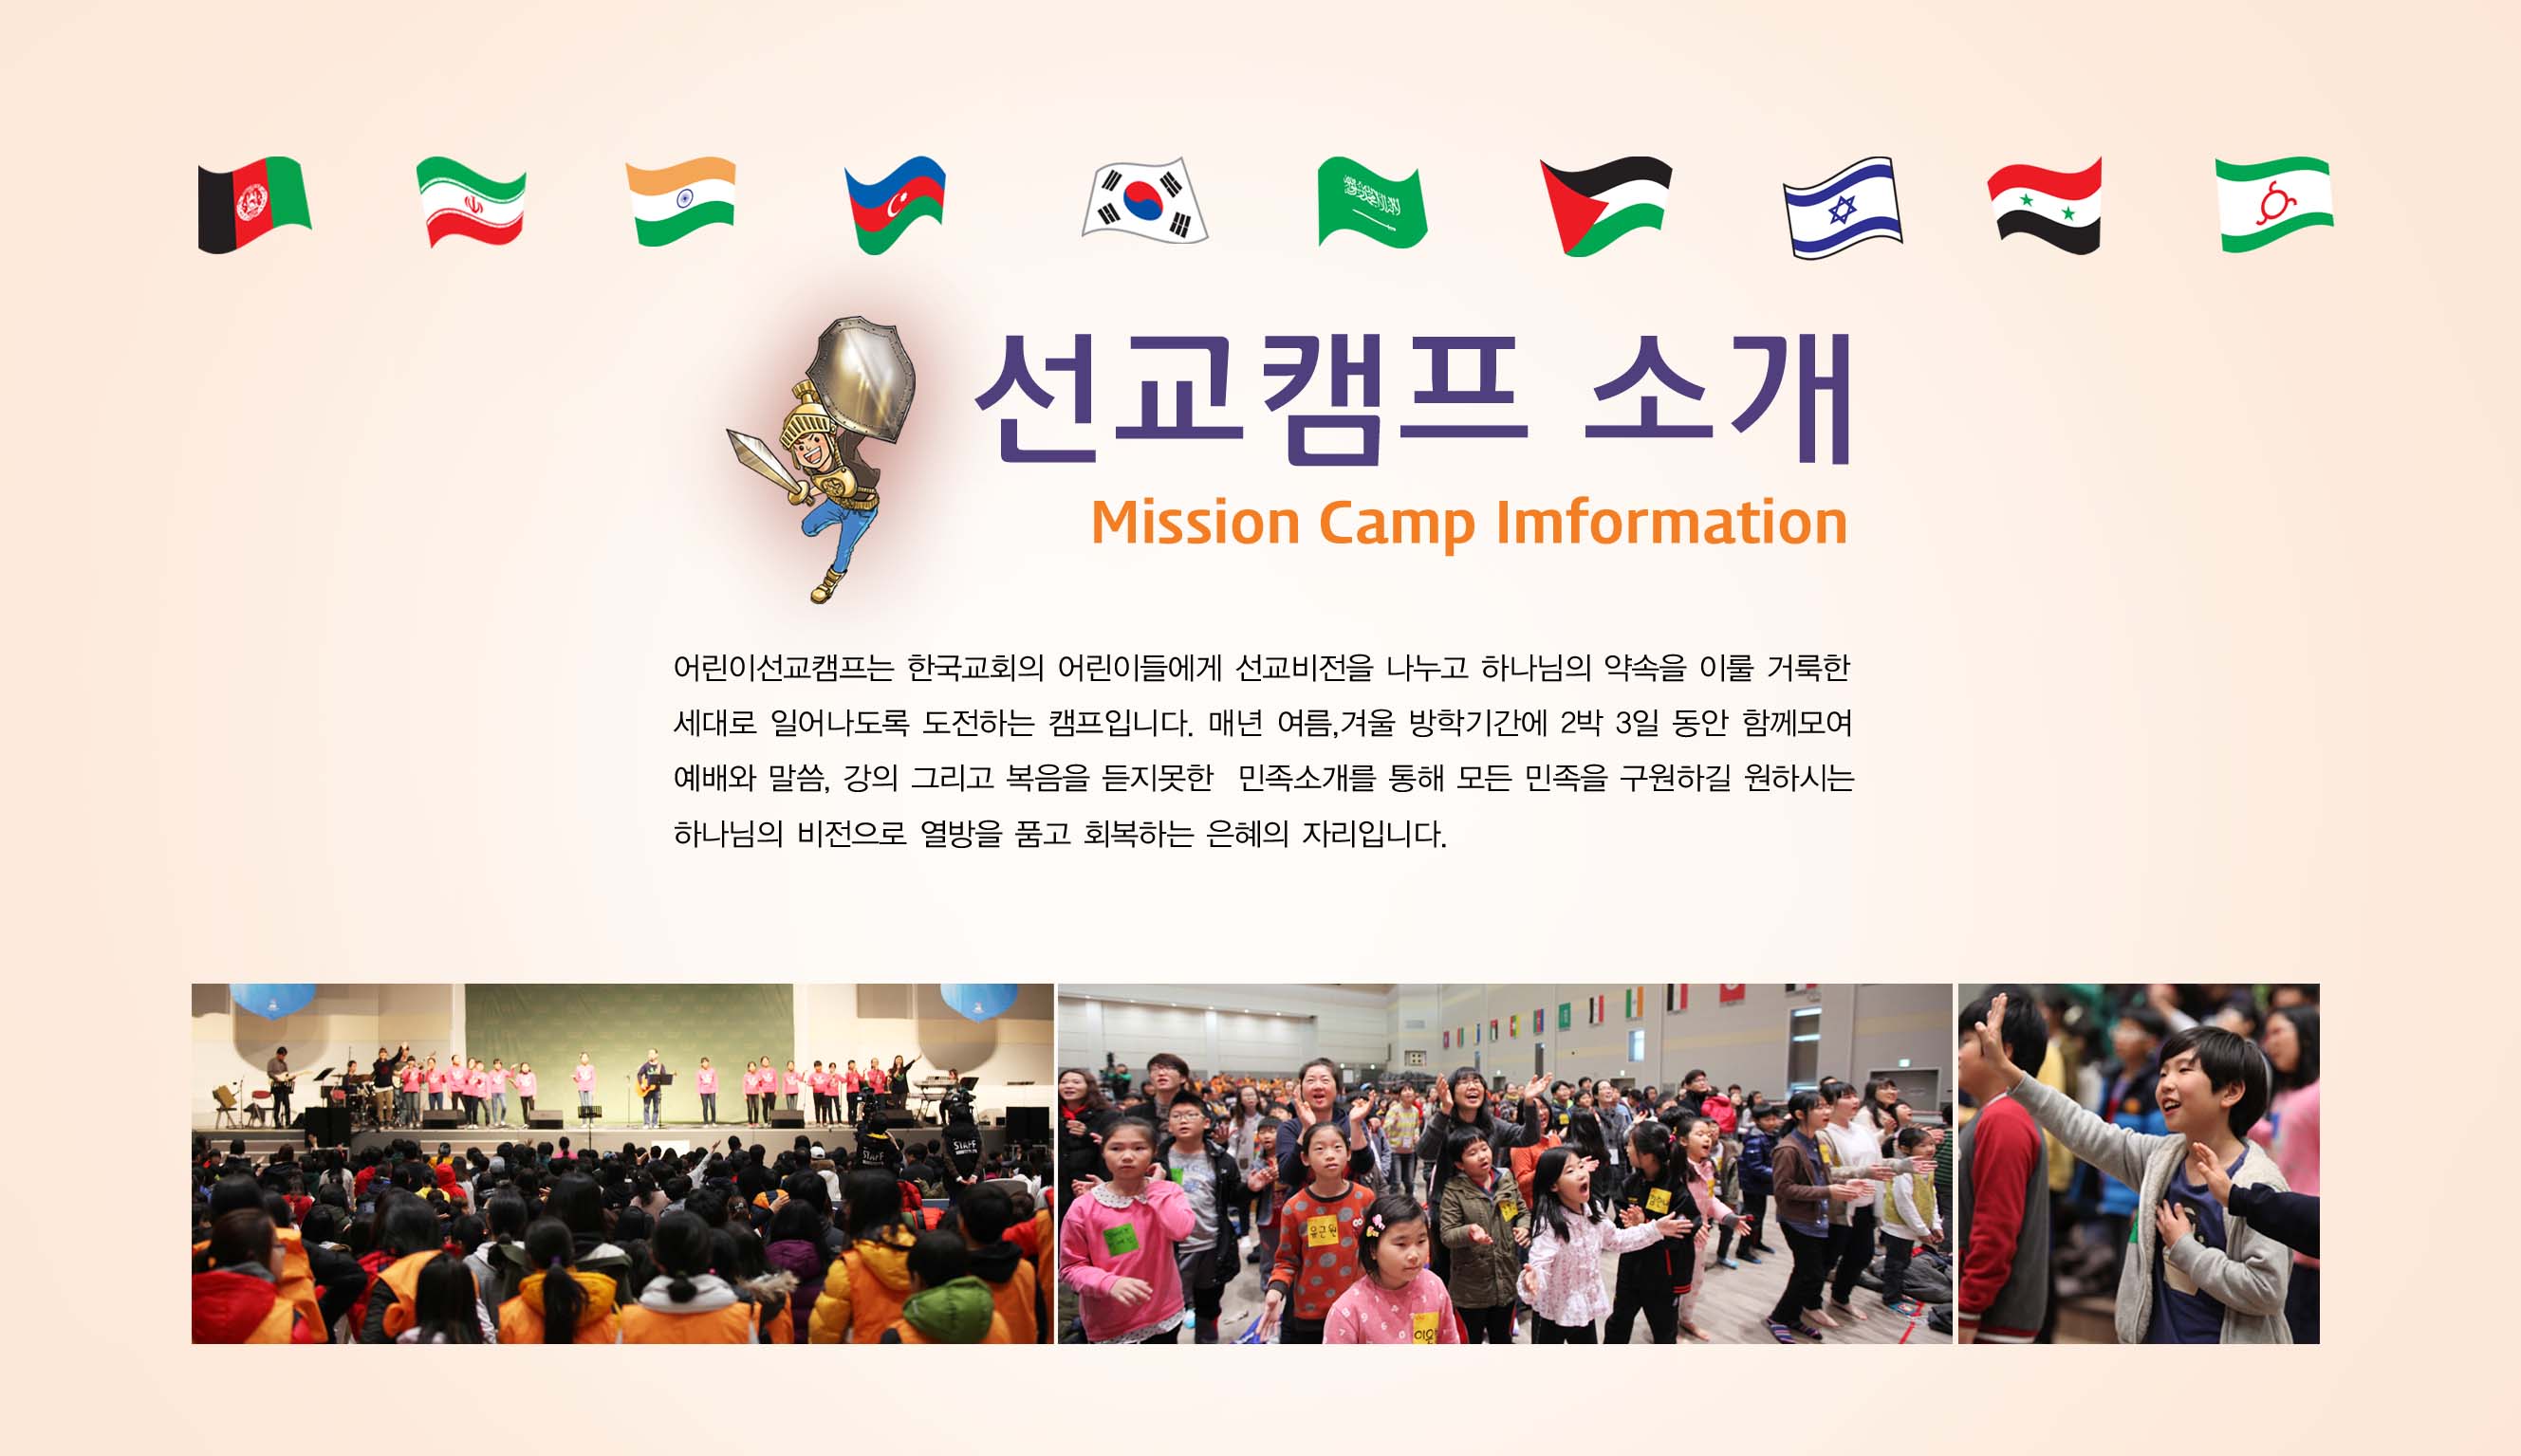 선교캠프 소개
Mission Camp Imformation
어린이선교캠프는 한국교회의 어린이들에게 선교비전을 나누고 하나님의 약속을 이룰 거룩한
세대로 일어나도록 도전하는 캠프입니다. 매년 여름,겨울 방학기간에 2박 3일 동안 함께모여
예배와 말씀, 강의 그리고 복음을 듣지못한 민족소개를 통해 모든 민족을 구원하길 원하시는
하나님의 비전으로 열방을 품고 회복하는 은혜의 자리입니다.
STAFF
STAFF
유근원